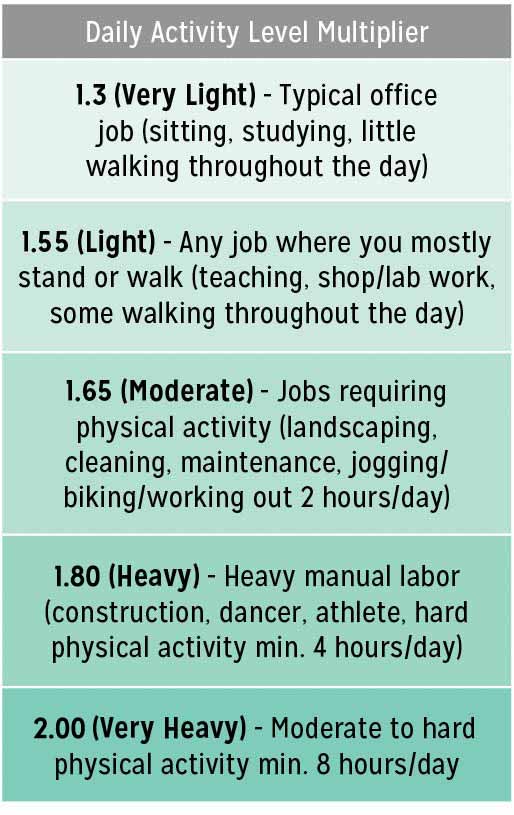 Daily Activity Level Multiplier
1.3 (Very Light) - Typical office
job (sitting, studying, little
walking throughout the day)
1.55 (Light) - Any job where you mostly
stand or walk (teaching, shop/lab work,
some walking throughout the day)
1.65 (Moderate) - Jobs requiring
physical activity (landscaping,
cleaning, maintenance, jogging/
biking/working out 2 hours/day)
1.80 (Heavy) - Heavy manual labor
(construction, dancer, athlete, hard
physical activity min. 4 hours/day)
2.00 (Very Heavy) - Moderate to hard
physical activity min. 8 hours/day